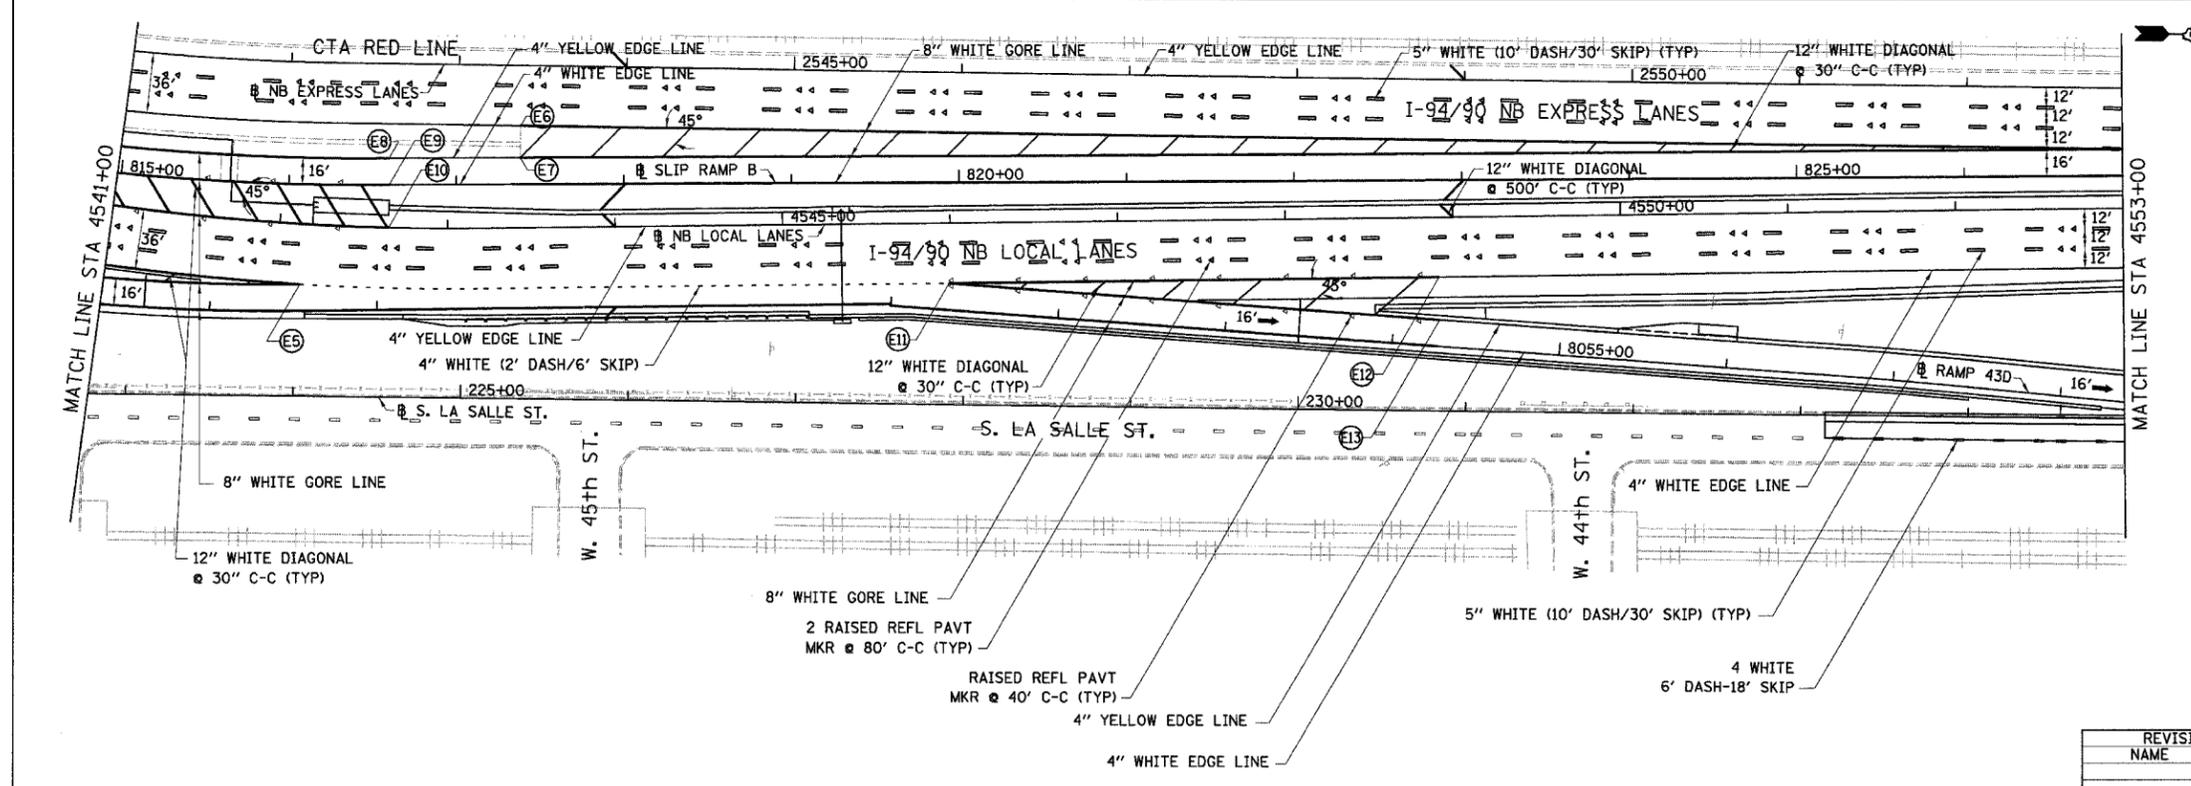 CTA RED LINE
4" YELLOW EDGE LINE
8" WHITE GORE LINE
4" YELLOW EDGE LINE
5" WHITE (10' DASH/30' SKIP) (TYP)
12" WHITE DIAGONAL
@ 30" C-C (TYP)
4" WHITE EDGE LINE
2545+00
2550+00
36'
NB EXPRESS LANES
I-94/90 NB EXPRESS LANES
12'
12'
12'
E6
45°
E8
E9
815+00
16'
E10
E7
SLIP RAMP B
820+00
12" WHITE DIAGONAL
@ 500' C-C (TYP)
825+00
16'
45°
4545+00
4550+00
36'
NB LOCAL LANES
I-94/90 NB LOCAL LANES
12'
12'
12'
MATCH LINE STA 4541+00
MATCH LINE STA 4553+00
16'
45°
16'
E5
4" YELLOW EDGE LINE
E11
4" WHITE (2' DASH/6' SKIP)
12" WHITE DIAGONAL
@ 30" C-C (TYP)
E12
8055+00
RAMP 43D
16'
225+00
S. LA SALLE ST.
230+00
S. LA SALLE ST.
E13
W. 45th ST.
W. 44th ST.
8" WHITE GORE LINE
4" WHITE EDGE LINE
12" WHITE DIAGONAL
@ 30" C-C (TYP)
8" WHITE GORE LINE
2 RAISED REFL PAVT
MKR @ 80' C-C (TYP)
5" WHITE (10' DASH/30' SKIP) (TYP)
RAISED REFL PAVT
MKR @ 40' C-C (TYP)
4 WHITE
6' DASH-18' SKIP
4" YELLOW EDGE LINE
4" WHITE EDGE LINE
NAME